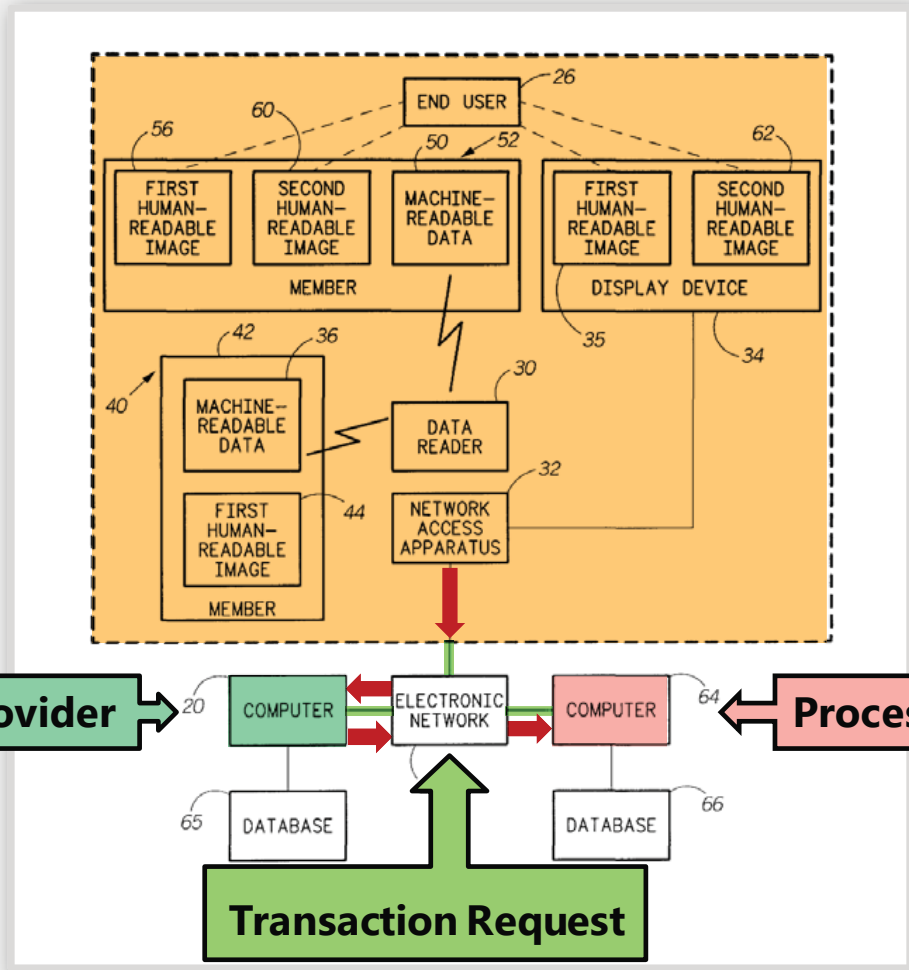 26
END USER
56
60
50
52
62
FIRST
HUMAN-
READABLE
IMAGE
SECOND
HUMAN-
READABLE
IMAGE
MACHINE-
READABLE
DATA
MEMBER
FIRST
HUMAN-
READABLE
IMAGE
SECOND
HUMAN-
READABLE
IMAGE
DISPLAY DEVICE
35
34
42
36
40
MACHINE-
READABLE
DATA
FIRST
HUMAN-
READABLE
IMAGE
44
MEMBER
30
DATA
READER
32
NETWORK
ACCESS
APPARATUS
ovider
20
COMPUTER
ELECTRONIC
NETWORK
COMPUTER
64
Proces
65
DATABASE
DATABASE
66
Transaction Request